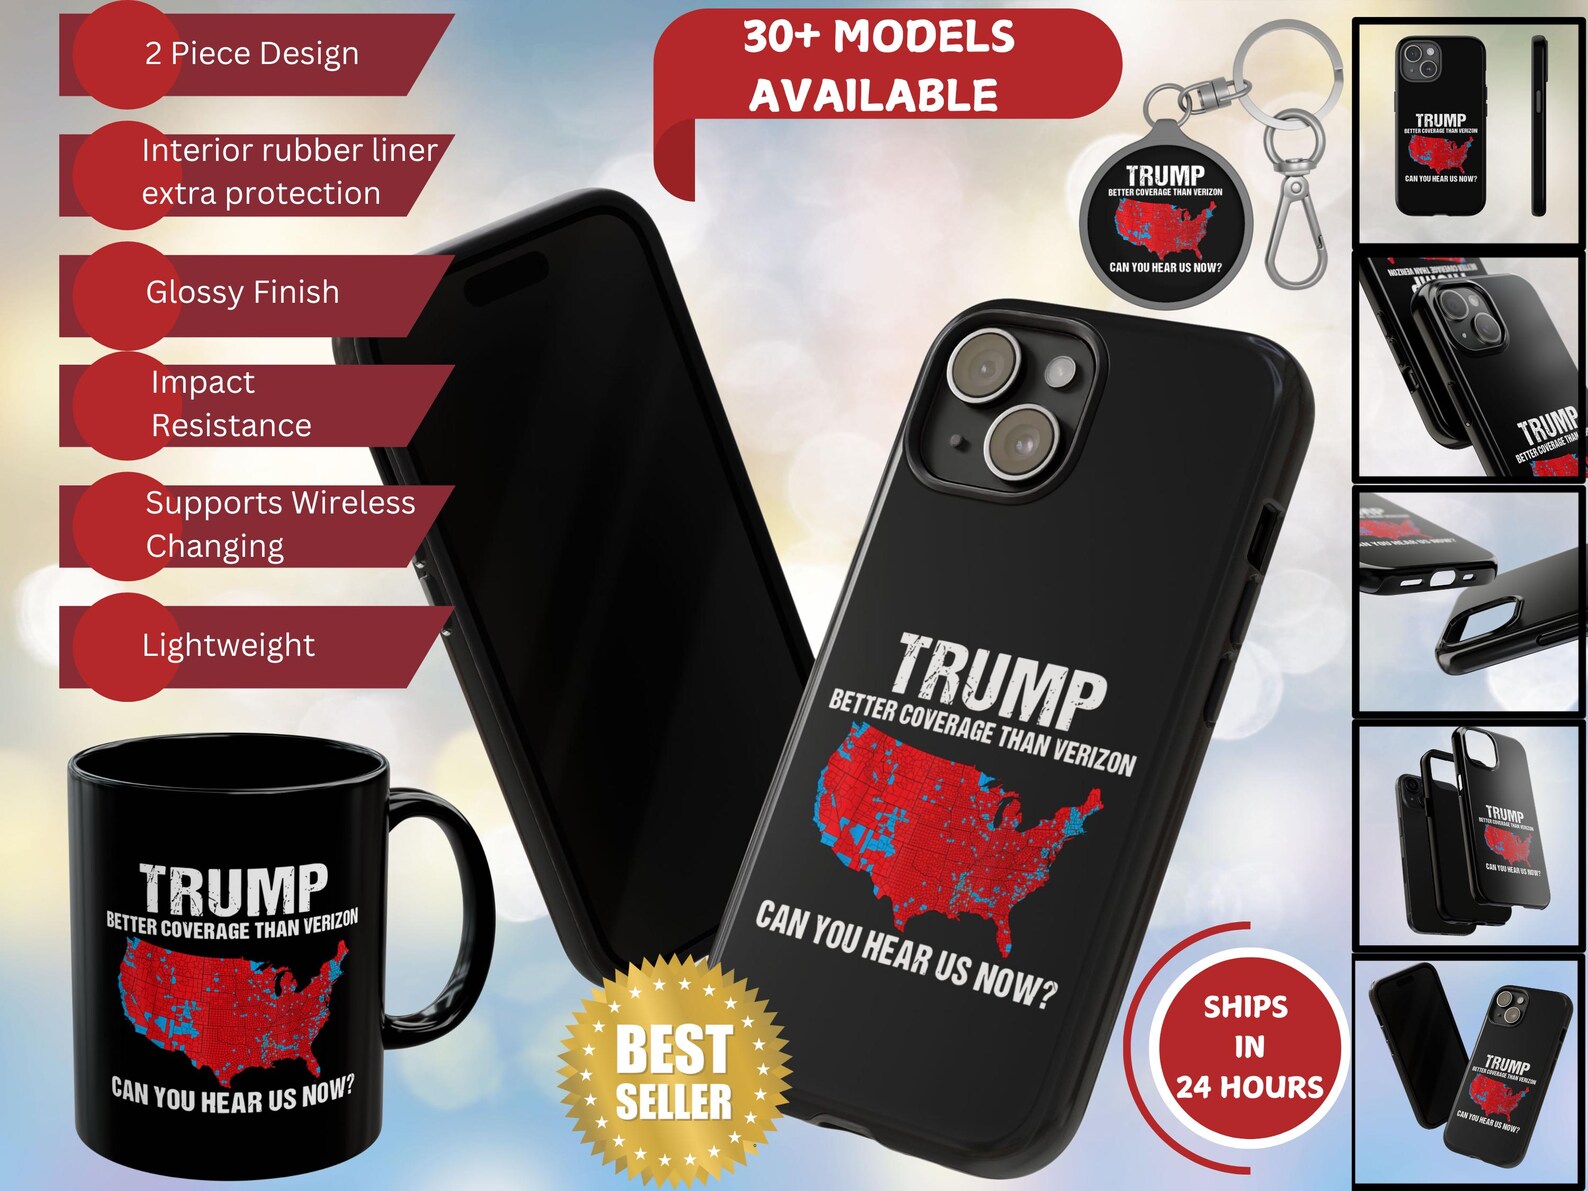 2 Piece Design
Interior rubber liner
extra protection
Glossy Finish
Impact
Resistance
Supports Wireless
Changing
Lightweight
30+ MODELS
AVAILABLE
TRUMP
BETTER COVERAGE THAN VERIZON
CAN YOU HEAR US NOW?
TRUMP
BETTER COVERAGE THAN VERIZON
CAN YOU HEAR US NOW?
TRUMP
BETTER COVERAGE THAN VERIZON
CAN YOU HEAR US NOW?
BEST
SELLER
SHIPS
IN
24 HOURS
TRUMP
BETTER COVERAGE THAN VERIZON
CAN YOU HEAR US NOW?
BETTER COVERAGE THAN VERIZON
TRUMP
TRUMP
BETTER COVERAGE THAN
YOU HEAR US NOW?
TRUMP
BETTER COVERAGE THAN VERIZON
CAN YOU HEAR US NOW?
TRUMP
BETTER COVERAGE THAN VERIZON
CAN YOU HEAR US NOW?